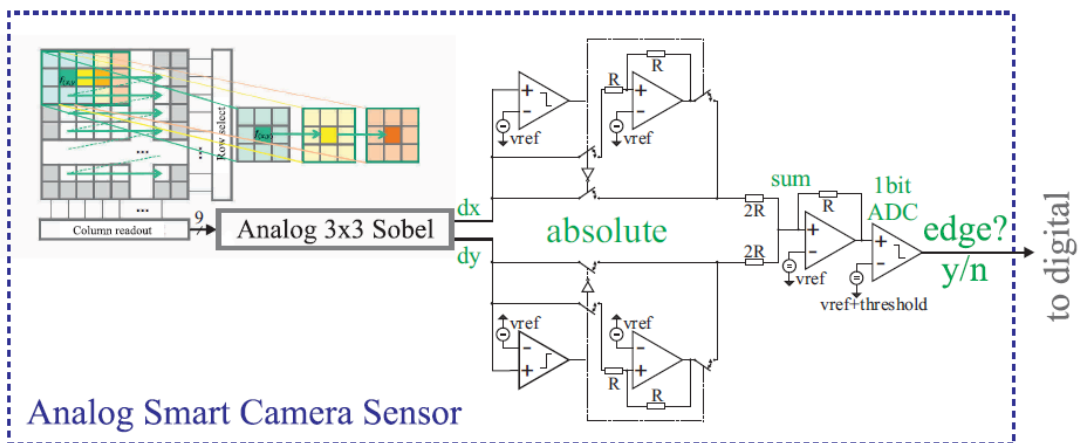 I(x,y)
...
...
...
Row select
I(x,y)
Column readout
9
Analog 3x3 Sobel
dx
dy
absolute
+
-
vref
R
R
+
-
vref
2R
2R
sum
R
+
-
vref
1bit
ADC
+
-
vref+threshold
edge?
y/n
to digital
vref
-
+
vref
-
+
R
R
Analog Smart Camera Sensor